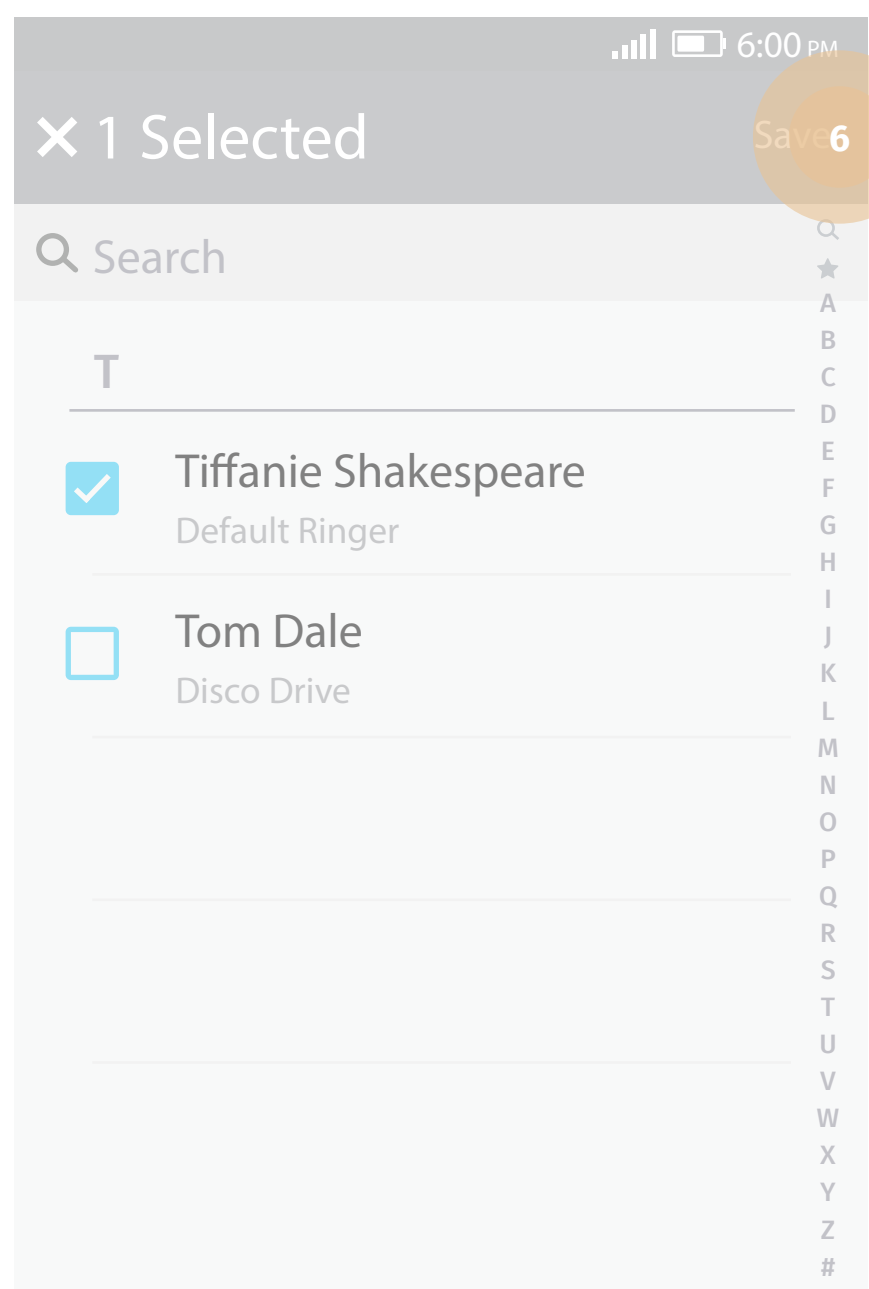 6:00 PM
1 Selected
Save
6
Search
T
Tiffanie Shakespeare
Default Ringer
Tom Dale
Disco Drive
A
B
C
D
E
F
G
H
I
J
K
L
M
N
O
P
Q
R
S
T
U
V
W
X
Y
Z
#